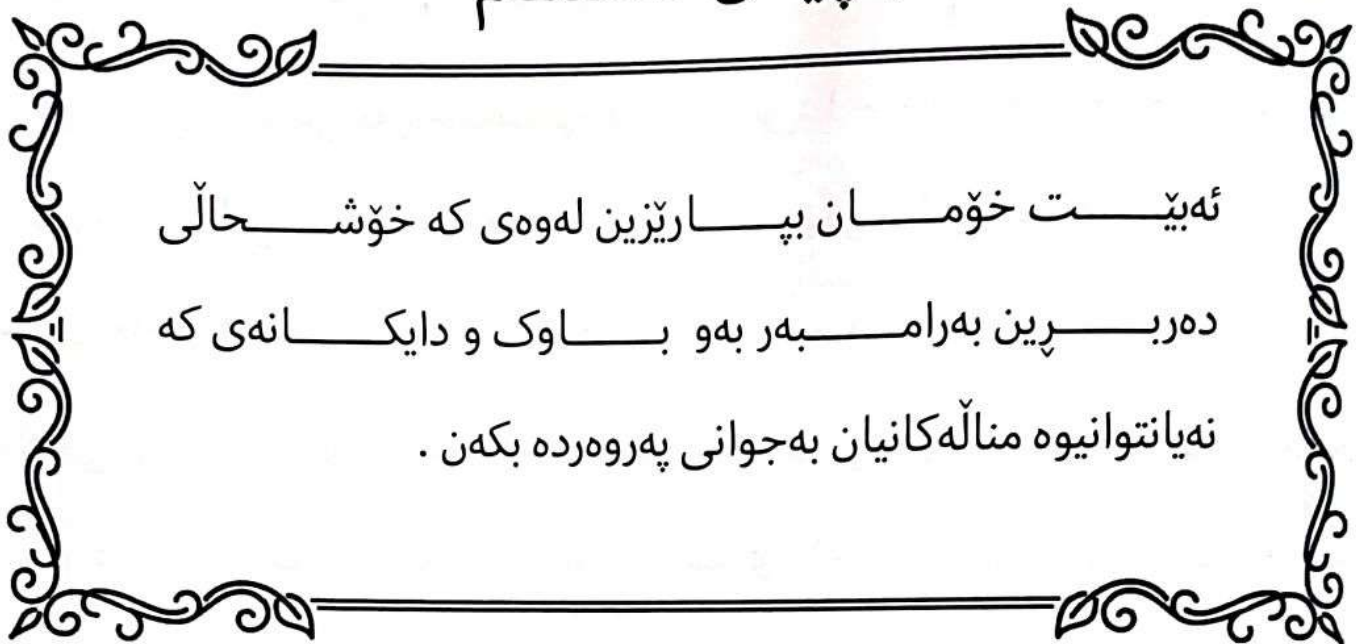 ئەبێت خۆمان بپارێزین لەوەی کە خۆشحاڵی
دەربڕین بەرامبەر بەو باوک و دایکانەی کە
نەیانتوانیوە مناڵەکانیان بەجوانی پەروەردە بکەن .